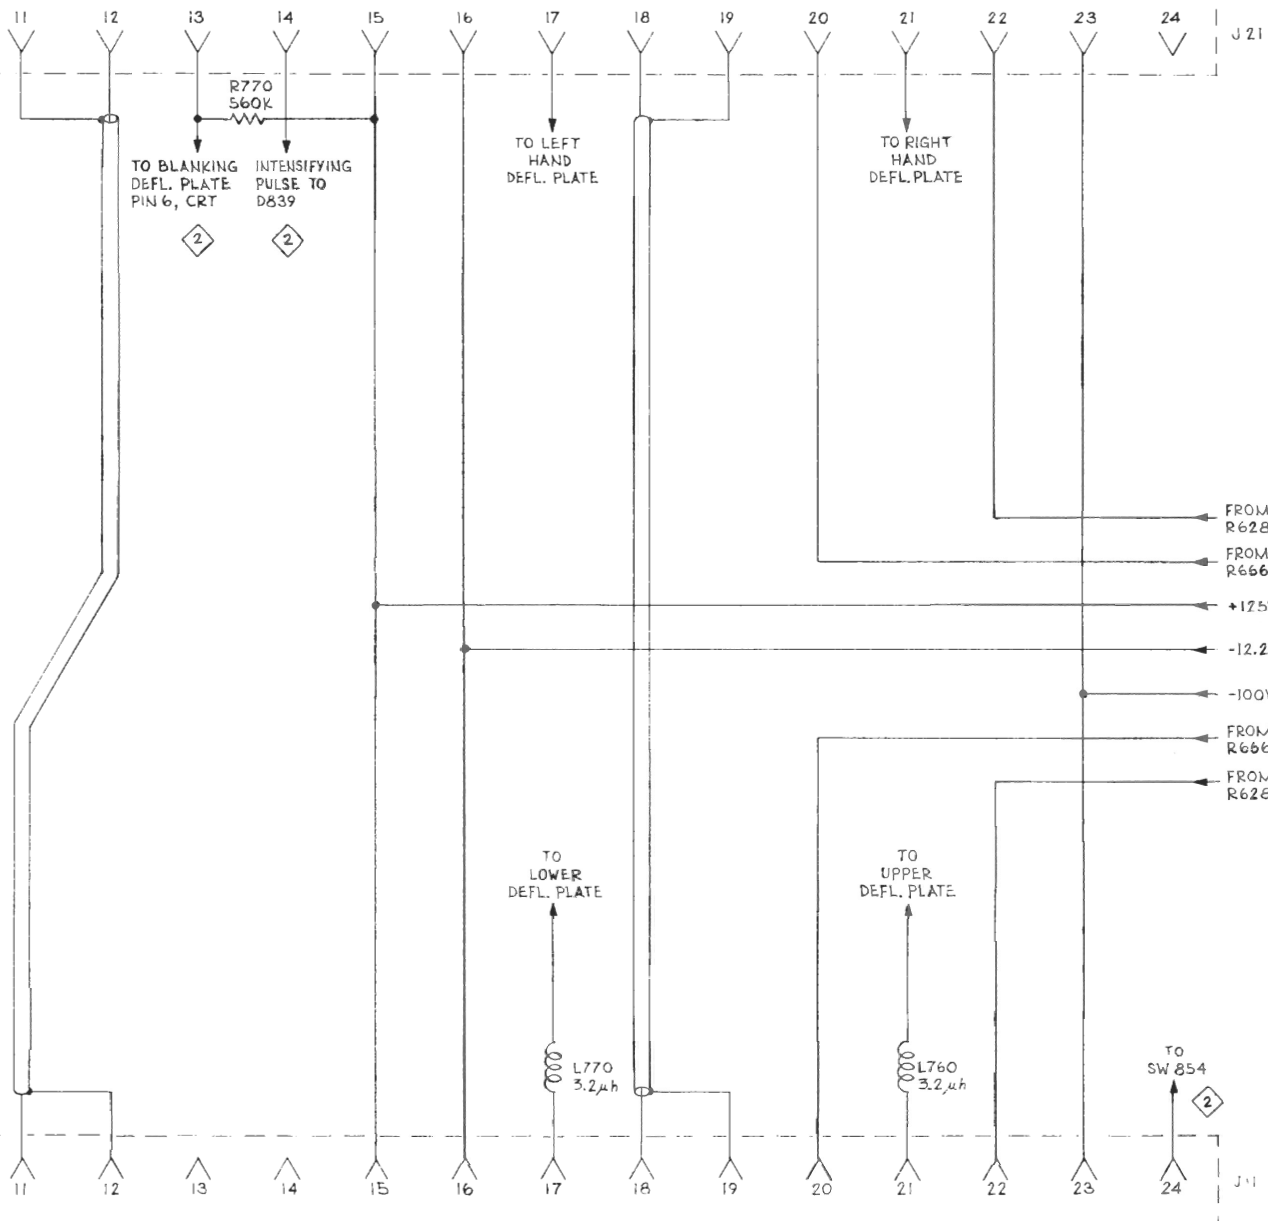 11 12 13 14 15 16 17 18 19 20 21 22 23 24
J 21
R770
560K
TO BLANKING
DEFL. PLATE
PIN 6, CRT
2
INTENSIFYING
PULSE TO
D839
2
TO LEFT
HAND
DEFL. PLATE
TO RIGHT
HAND
DEFL. PLATE
FROM
R628
FROM
R666
+125
-12.2
-100V
FROM
R666
FROM
R628
TO
LOWER
DEFL. PLATE
TO
UPPER
DEFL. PLATE
L770
3.2µh
L760
3.2µh
TO
SW 854
2
11 12 13 14 15 16 17 18 19 20 21 22 23 24